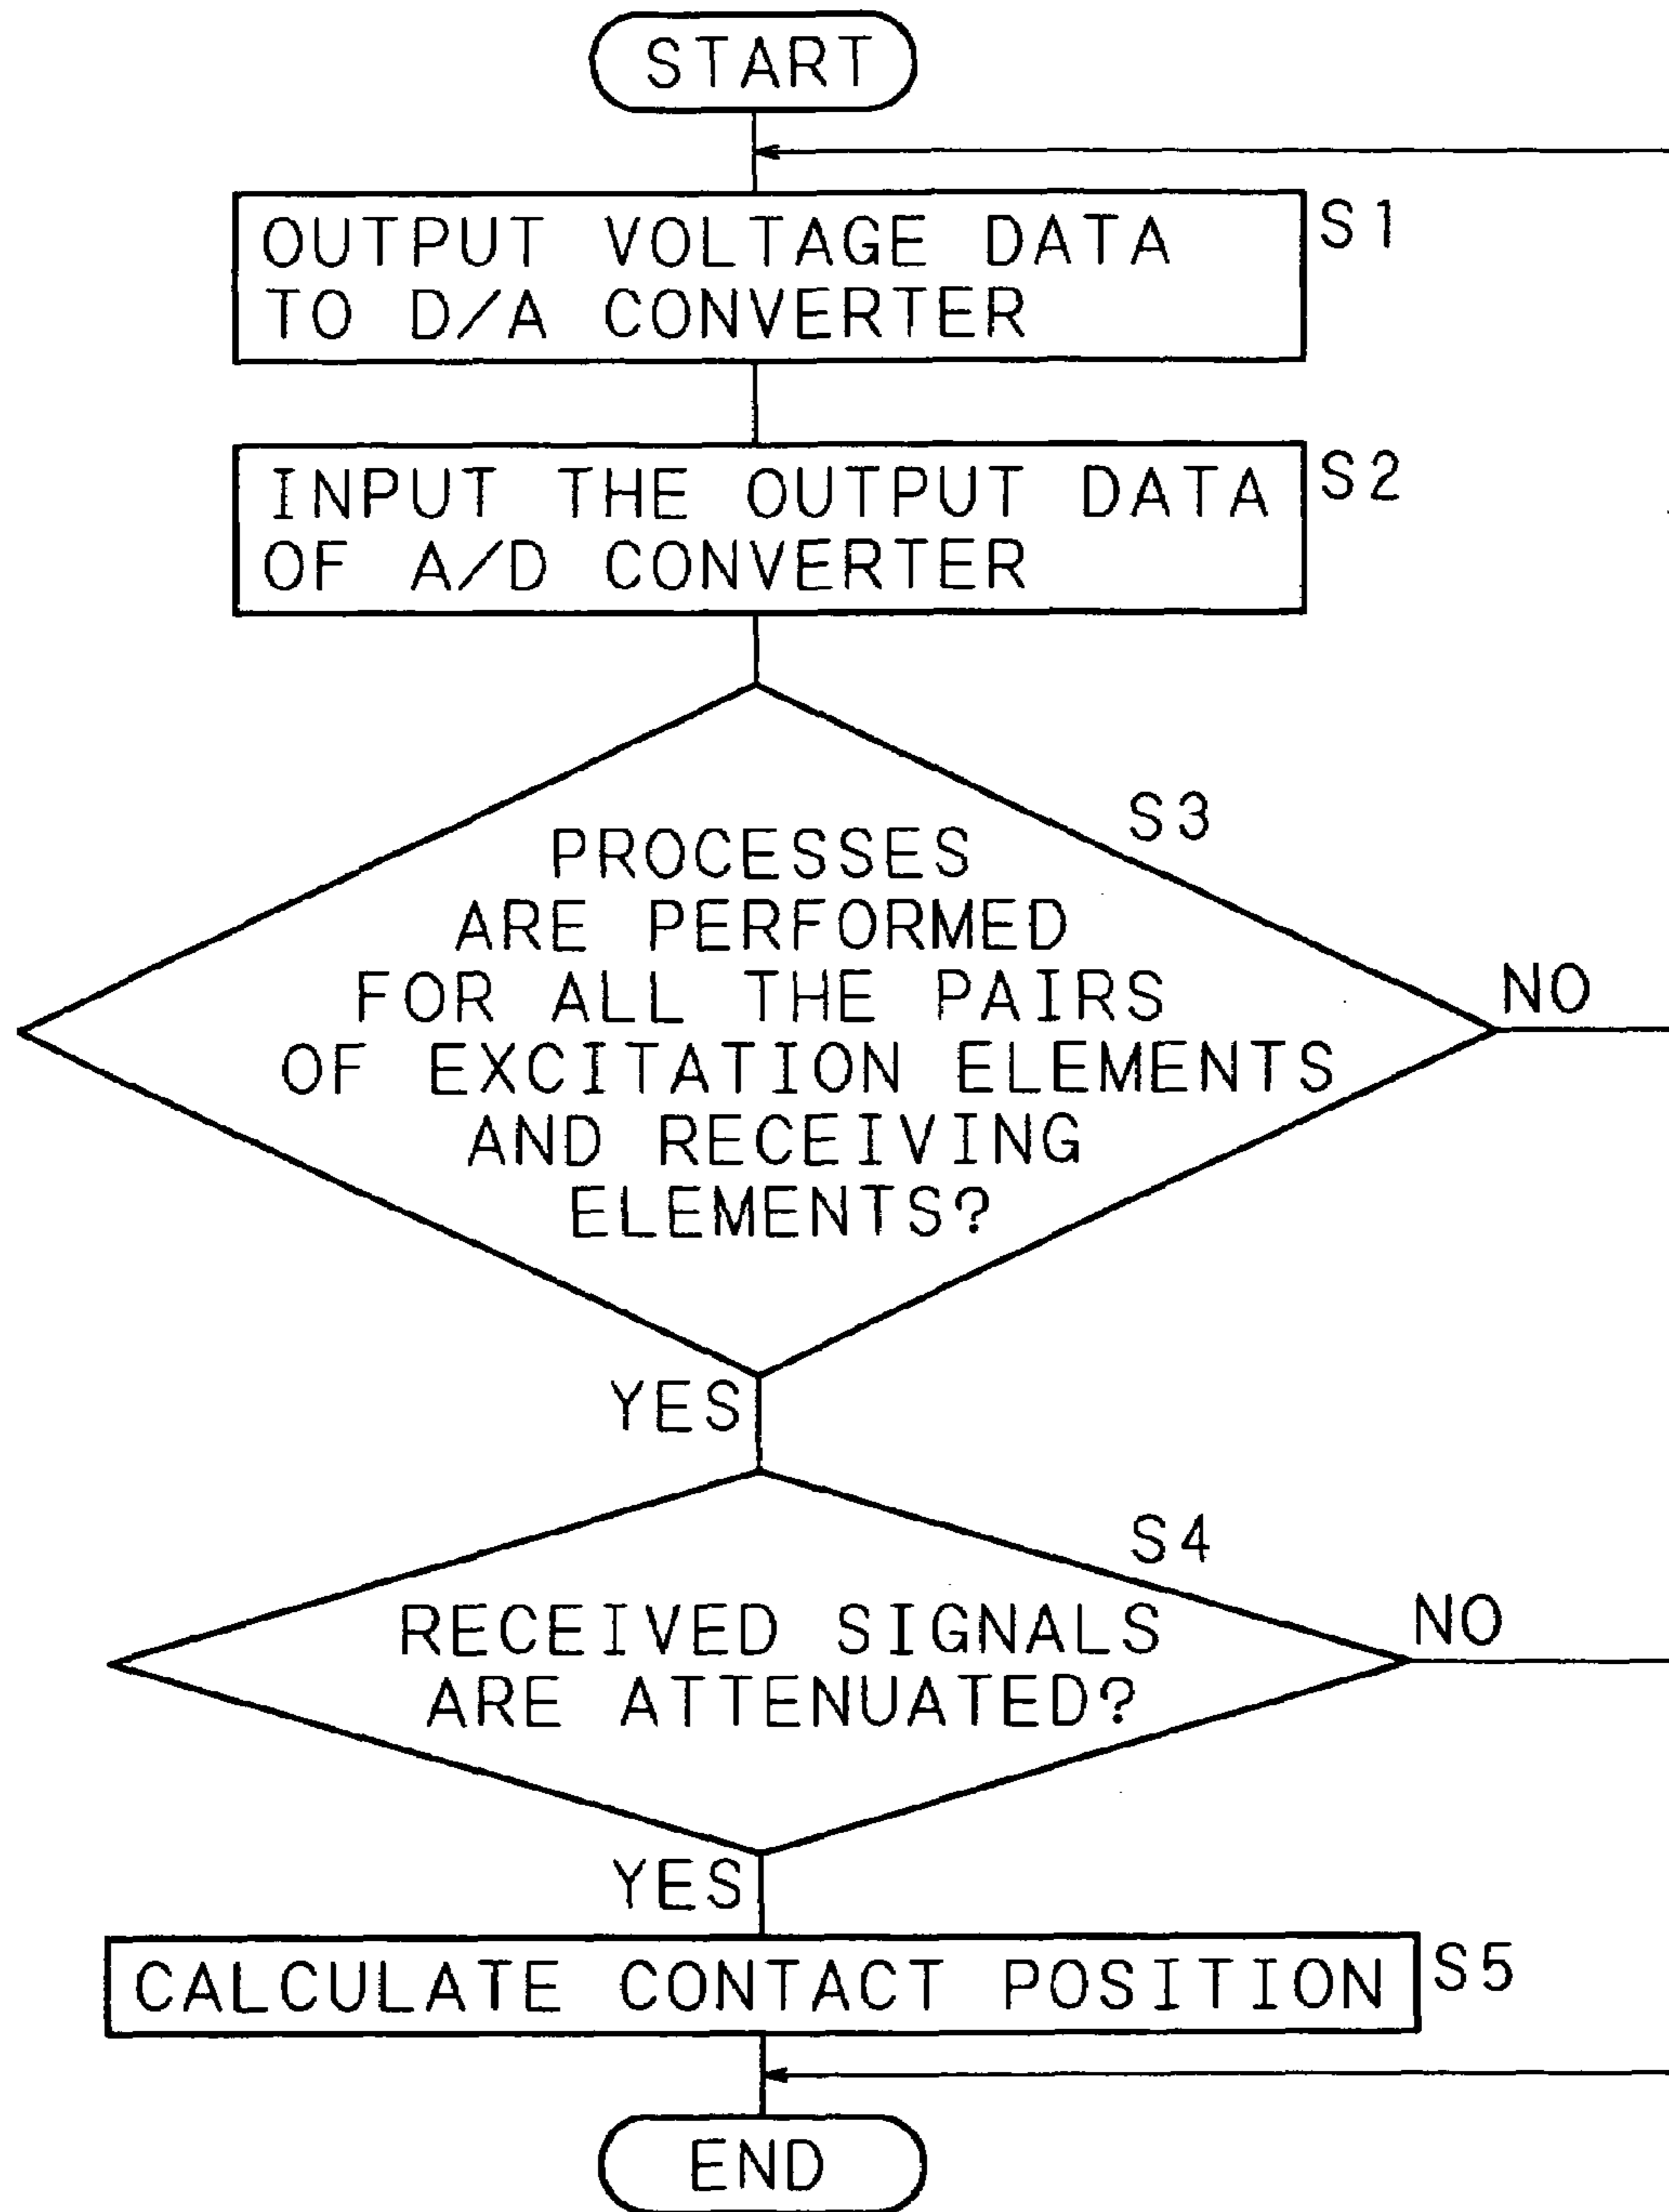 START
OUTPUT VOLTAGE DATA
TO D/A CONVERTER
S1
INPUT THE OUTPUT DATA
OF A/D CONVERTER
S2
S3
PROCESSES
ARE PERFORMED
FOR ALL THE PAIRS
OF EXCITATION ELEMENTS
AND RECEIVING
ELEMENTS?
NO
YES
S4
RECEIVED SIGNALS
ARE ATTENUATED?
NO
YES
CALCULATE CONTACT POSITION
S5
END